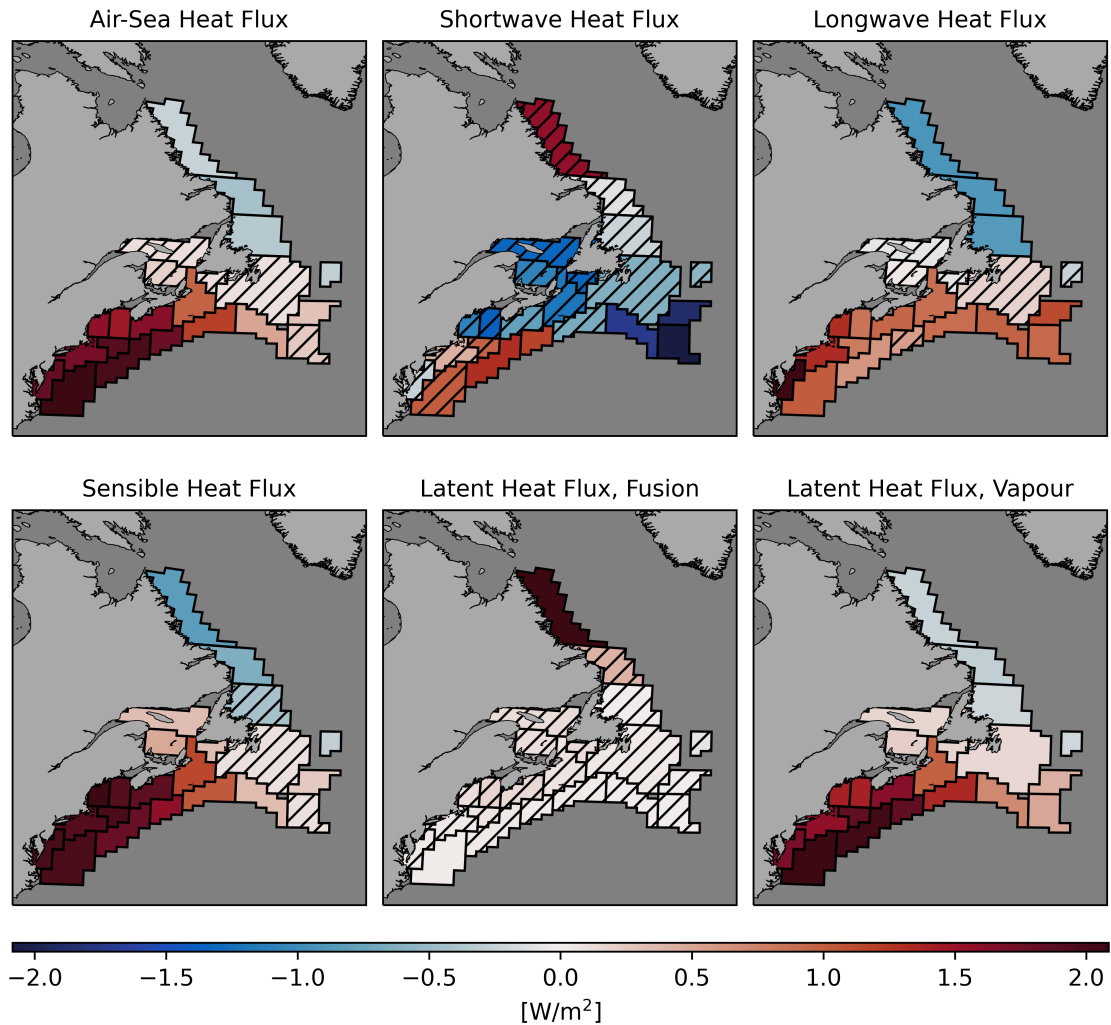 Air-Sea Heat Flux
Shortwave Heat Flux
Longwave Heat Flux
Sensible Heat Flux
Latent Heat Flux, Fusion
Latent Heat Flux, Vapour
−2.0 −1.5 −1.0 −0.5 0.0 0.5 1.0 1.5 2.0
[W/m²]